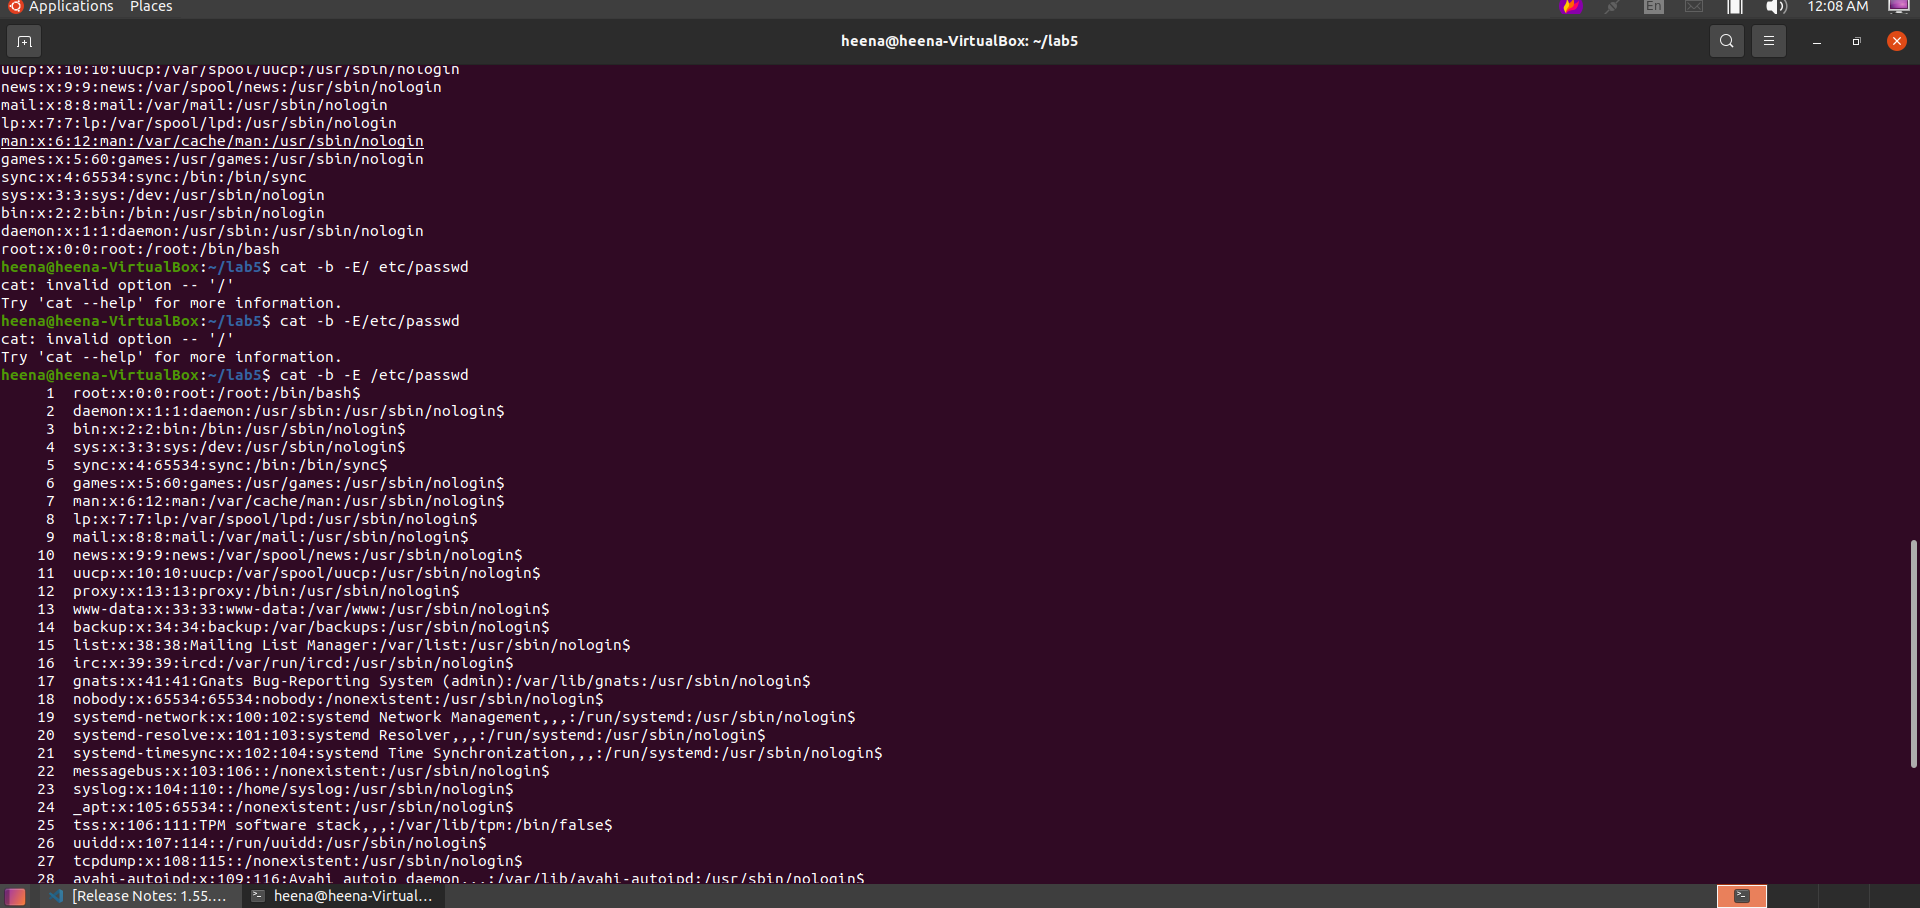 Applications Places En 12:08 AM
heena@heena-VirtualBox: ~/lab5
uucp:x:10:10:uucp:/var/spool/uucp:/usr/sbin/nologin
news:x:9:9:news:/var/spool/news:/usr/sbin/nologin
mail:x:8:8:mail:/var/mail:/usr/sbin/nologin
lp:x:7:7:lp:/var/spool/lpd:/usr/sbin/nologin
man:x:6:12:man:/var/cache/man:/usr/sbin/nologin
games:x:5:60:games:/usr/games:/usr/sbin/nologin
sync:x:4:65534:sync:/bin:/bin/sync
sys:x:3:3:sys:/dev:/usr/sbin/nologin
bin:x:2:2:bin:/bin:/usr/sbin/nologin
daemon:x:1:1:daemon:/usr/sbin:/usr/sbin/nologin
root:x:0:0:root:/root:/bin/bash
heena@heena-VirtualBox:~/lab5$ cat -b -E/ etc/passwd
cat: invalid option -- '/'
Try 'cat --help' for more information.
heena@heena-VirtualBox:~/lab5$ cat -b -E/etc/passwd
cat: invalid option -- '/'
Try 'cat --help' for more information.
heena@heena-VirtualBox:~/lab5$ cat -b -E /etc/passwd
1 root:x:0:0:root:/root:/bin/bash$
2 daemon:x:1:1:daemon:/usr/sbin:/usr/sbin/nologin$
3 bin:x:2:2:bin:/bin:/usr/sbin/nologin$
4 sys:x:3:3:sys:/dev:/usr/sbin/nologin$
5 sync:x:4:65534:sync:/bin:/bin/sync$
6 games:x:5:60:games:/usr/games:/usr/sbin/nologin$
7 man:x:6:12:man:/var/cache/man:/usr/sbin/nologin$
8 lp:x:7:7:lp:/var/spool/lpd:/usr/sbin/nologin$
9 mail:x:8:8:mail:/var/mail:/usr/sbin/nologin$
10 news:x:9:9:news:/var/spool/news:/usr/sbin/nologin$
11 uucp:x:10:10:uucp:/var/spool/uucp:/usr/sbin/nologin$
12 proxy:x:13:13:proxy:/bin:/usr/sbin/nologin$
13 www-data:x:33:33:www-data:/var/www:/usr/sbin/nologin$
14 backup:x:34:34:backup:/var/backups:/usr/sbin/nologin$
15 list:x:38:38:Mailing List Manager:/var/list:/usr/sbin/nologin$
16 irc:x:39:39:ircd:/var/run/ircd:/usr/sbin/nologin$
17 gnats:x:41:41:Gnats Bug-Reporting System (admin):/var/lib/gnats:/usr/sbin/nologin$
18 nobody:x:65534:65534:nobody:/nonexistent:/usr/sbin/nologin$
19 systemd-network:x:100:102:systemd Network Management,,,:/run/systemd:/usr/sbin/nologin$
20 systemd-resolve:x:101:103:systemd Resolver,,,:/run/systemd:/usr/sbin/nologin$
21 systemd-timesync:x:102:104:systemd Time Synchronization,,,:/run/systemd:/usr/sbin/nologin$
22 messagebus:x:103:106::/nonexistent:/usr/sbin/nologin$
23 syslog:x:104:110::/home/syslog:/usr/sbin/nologin$
24 _apt:x:105:65534::/nonexistent:/usr/sbin/nologin$
25 tss:x:106:111:TPM software stack,,,:/var/lib/tpm:/bin/false$
26 uuidd:x:107:114::/run/uuidd:/usr/sbin/nologin$
27 tcpdump:x:108:115::/nonexistent:/usr/sbin/nologin$
28 avahi-autoipd:x:109:116:Avahi autoip daemon,,,:/var/lib/avahi-autoipd:/usr/sbin/nologin$
[Release Notes: 1.55.... heena@heena-Virtual...